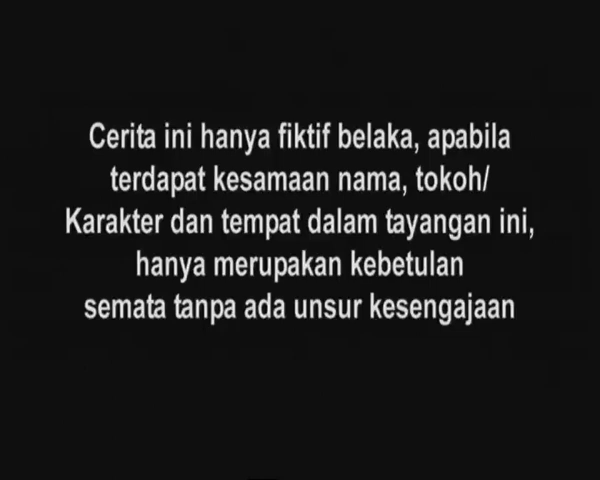 Cerita ini hanya fiktif belaka, apabila
terdapat kesamaan nama, tokoh/
Karakter dan tempat dalam tayangan ini,
hanya merupakan kebetulan
semata tanpa ada unsur kesengajaan